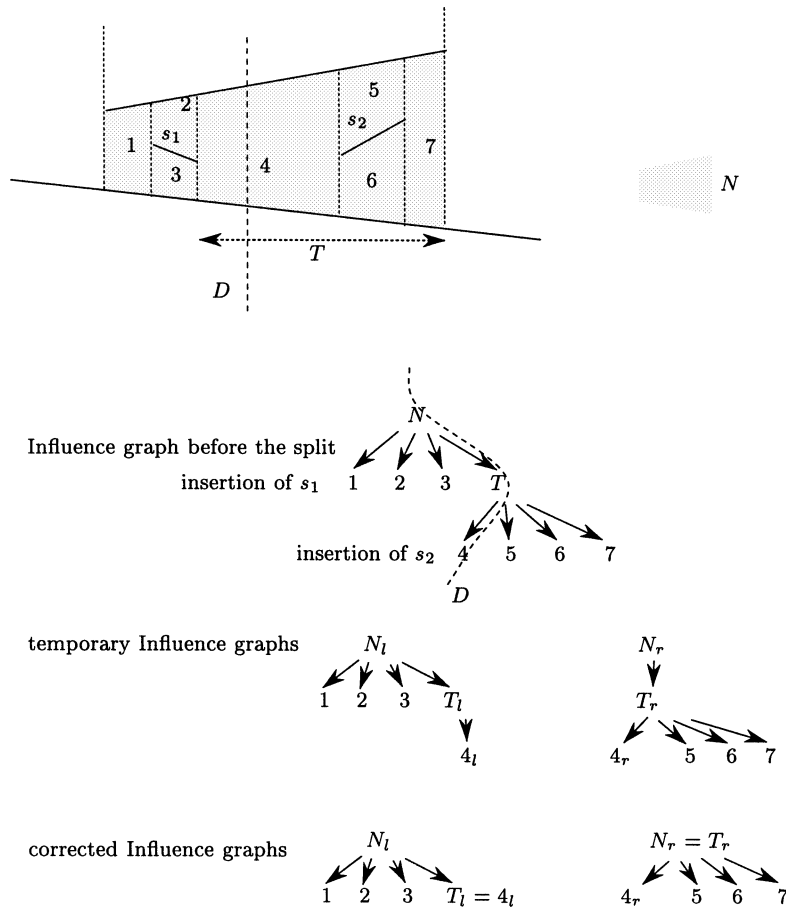 5
2
s1
s2
1
7
4
3
6
N
T
D
N
Influence graph before the split
insertion of s1
1 2 3 T
insertion of s2 4 5 6 7
D
temporary Influence graphs Nl Nr
1 2 3 Tl Tr
4l 4r 5 6 7
corrected Influence graphs Nl Nr = Tr
1 2 3 Tl = 4l 4r 5 6 7